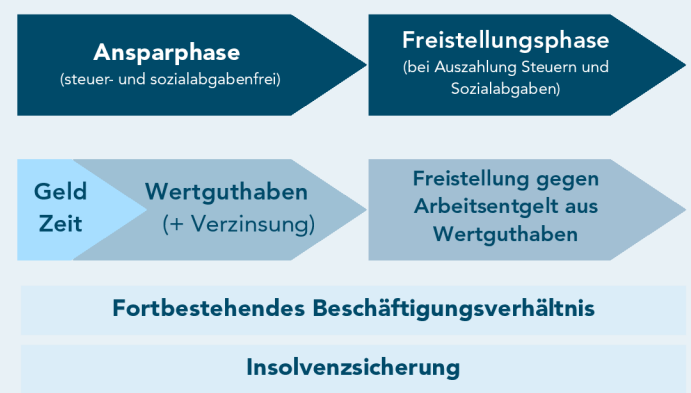 Ansparphase
(steuer- und sozialabgabenfrei)
Freistellungsphase
(bei Auszahlung Steuern und
Sozialabgaben)
Geld
Zeit
Wertguthaben
(+ Verzinsung)
Freistellung gegen
Arbeitsentgelt aus
Wertguthaben
Fortbestehendes Beschäftigungsverhältnis
Insolvenzsicherung